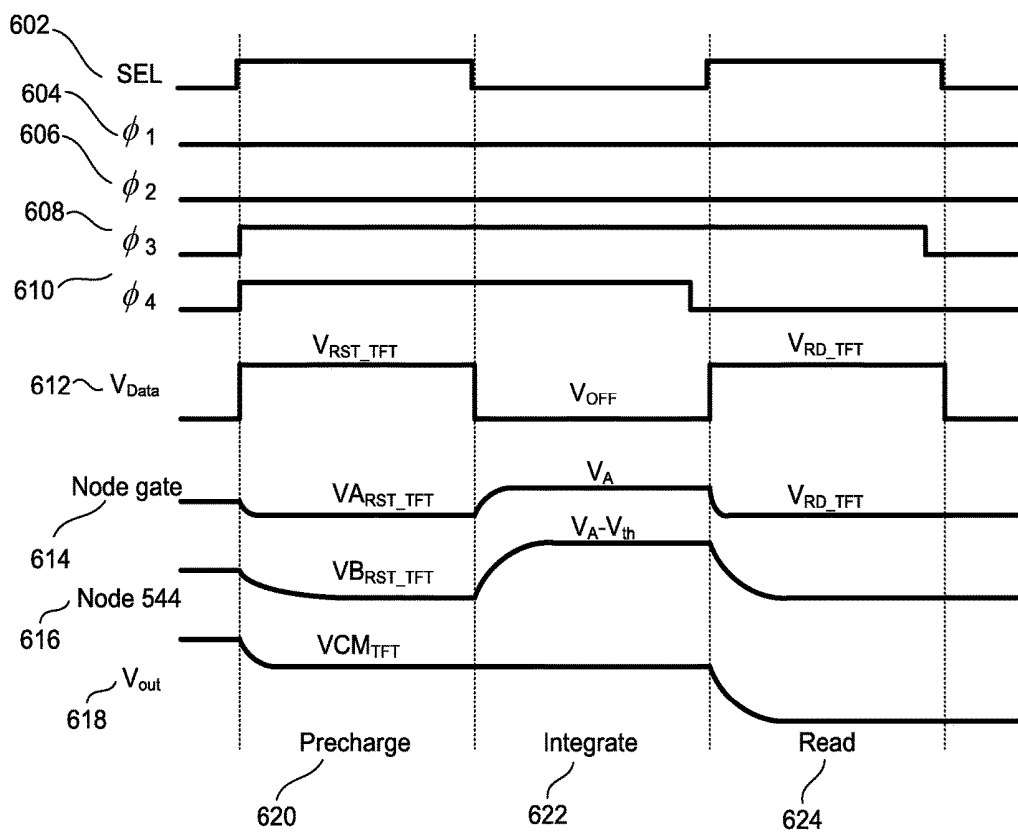 602
SEL
604
ϕ1
606
ϕ2
608
ϕ3
610
ϕ4
VRST_TFT
VRD_TFT
612
VData
VOFF
Node gate
VARST_TFT
VA
VRD_TFT
614
VBRST_TFT
VA-Vth
Node 544
616
VCMTFT
Vout
618
Precharge
Integrate
Read
620
622
624